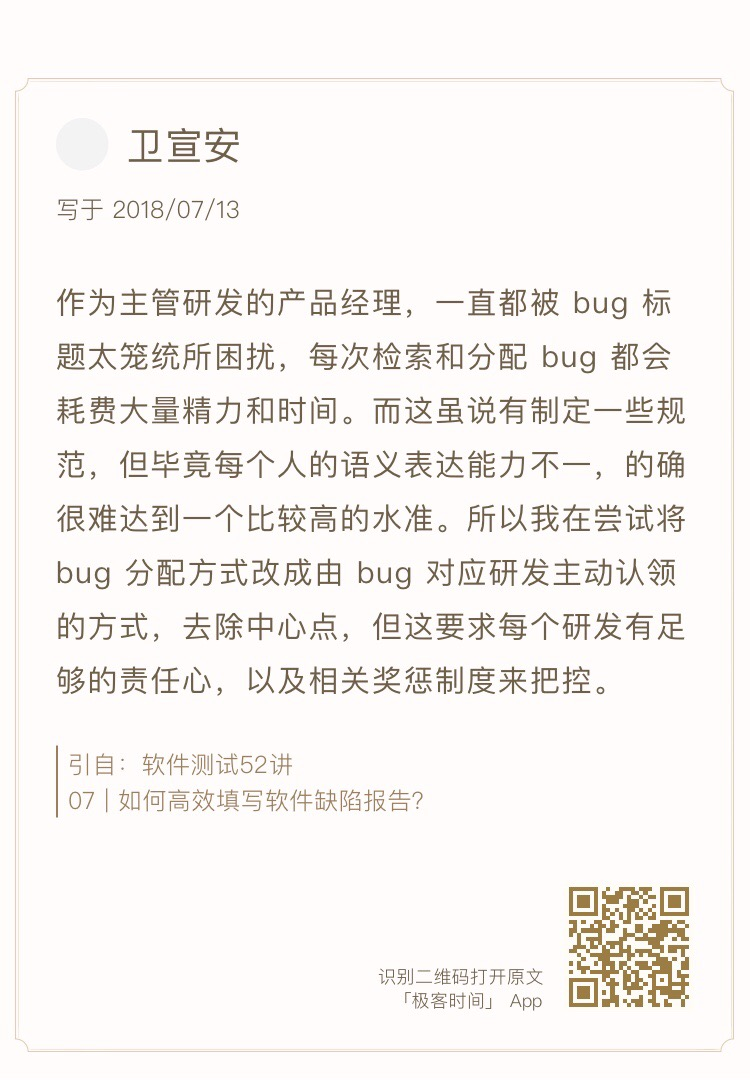 卫宣安
写于 2018/07/13
作为主管研发的产品经理，一直都被 bug 标
题太笼统所困扰，每次检索和分配 bug 都会
耗费大量精力和时间。而这虽说有制定一些规
范，但毕竟每个人的语义表达能力不一，的确
很难达到一个比较高的水准。所以我在尝试将
bug 分配方式改成由 bug 对应研发主动认领
的方式，去除中心点，但这要求每个研发有足
够的责任心，以及相关奖惩制度来把控。
引自：软件测试52讲
07 | 如何高效填写软件缺陷报告？
识别二维码打开原文
「极客时间」 App